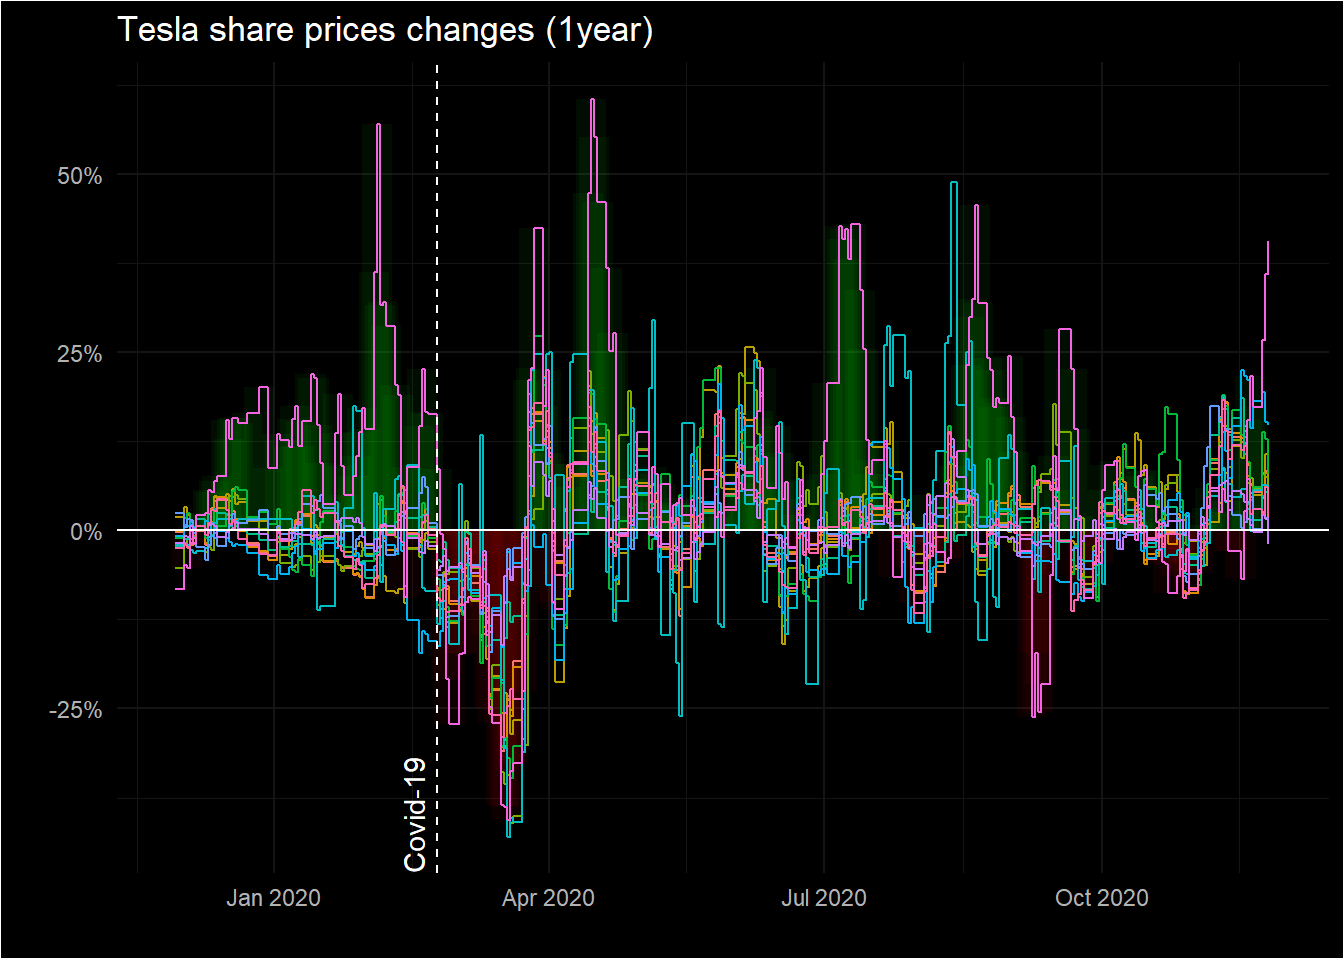 Tesla share prices changes (1year)
50%
25%
0%
-25%
Covid-19
Jan 2020
Apr 2020
Jul 2020
Oct 2020